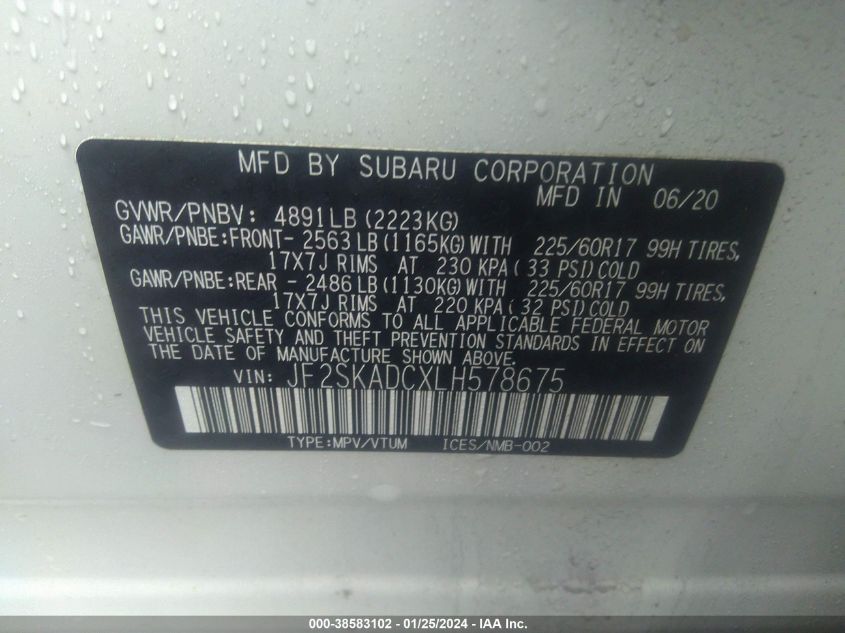 MFD BY SUBARU CORPORATION
MFD IN 06/20
GVWR/PNBV: 4891LB (2223KG)
GAWR/PNBE:FRONT- 2563 LB (1165KG) WITH 225/60R17 99H TIRES,
17X7J RIMS AT 230 KPA( 33 PSI) COLD
GAWR/PNBE:REAR - 2486 LB (1130KG) WITH 225/60R17 99H TIRES,
17X7J RIMS AT 220 KPA( 32 PSI) COLD
THIS VEHICLE CONFORMS TO ALL APPLICABLE FEDERAL MOTOR
VEHICLE SAFETY AND THEFT PREVENTION STANDARDS IN EFFECT ON
THE DATE OF MANUFACTURE SHOWN ABOVE.
VIN: JF2SKADCXLH578675
TYPE:MPV/VTUM ICES/NMB-002
000-38583102 - 01/25/2024 - IAA Inc.